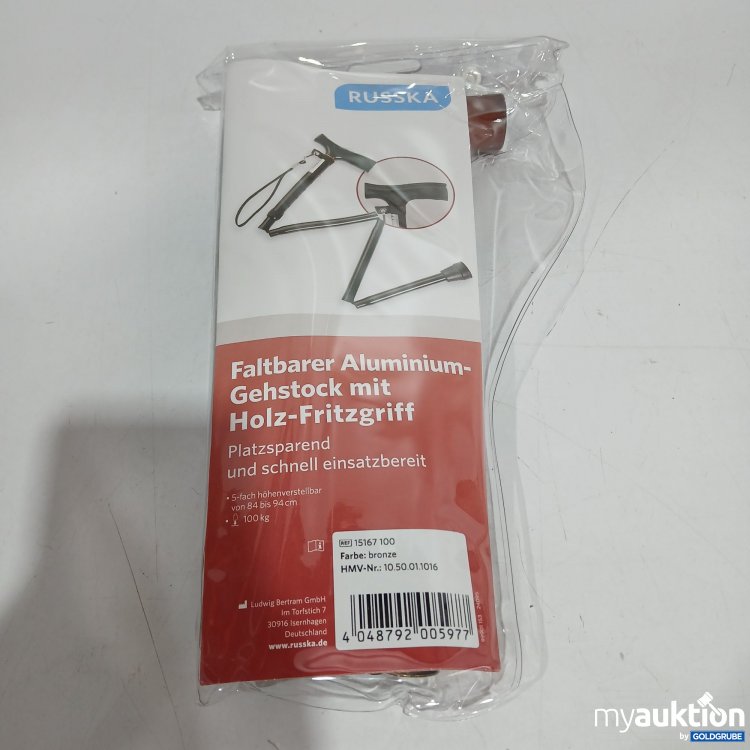 RUSSKA
Faltbarer Aluminium-
Gehstock mit
Holz-Fritzgriff
Platzsparend
und schnell einsatzbereit
• 5-fach höhenverstellbar
von 84 bis 94 cm
• 100 kg
REF 15167 100
Farbe: bronze
HMV-Nr.: 10.50.01.1016
4 048792 005977
Ludwig Bertram GmbH
Im Torfstich 7
30916 Isernhagen
Deutschland
www.russka.de
myauktion
by GOLDGRUBE